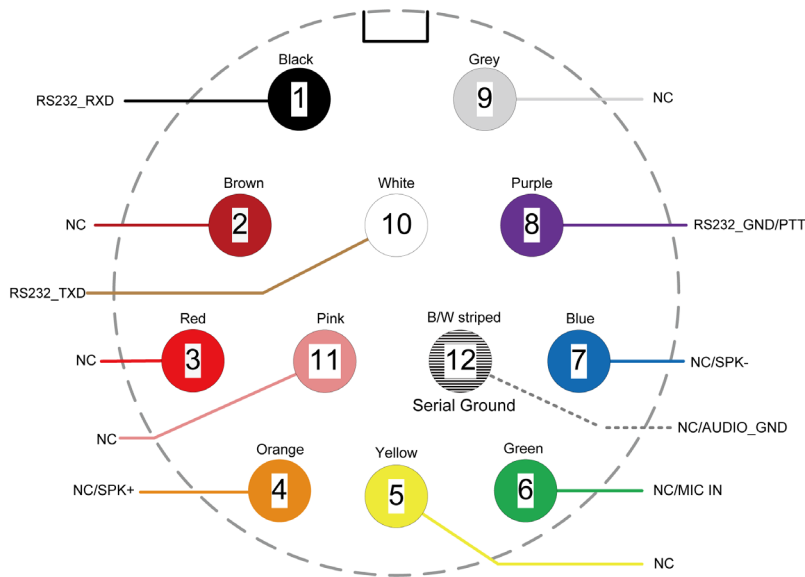 Black
Grey
RS232_RXD
1
9
NC
Brown
White
Purple
NC
2
10
8
RS232_GND/PTT
RS232_TXD
Red
Pink
B/W striped
Blue
NC
3
11
12
7
NC/SPK-
Serial Ground
NC
NC/AUDIO_GND
Orange
Yellow
Green
NC/SPK+
4
5
6
NC/MIC IN
NC